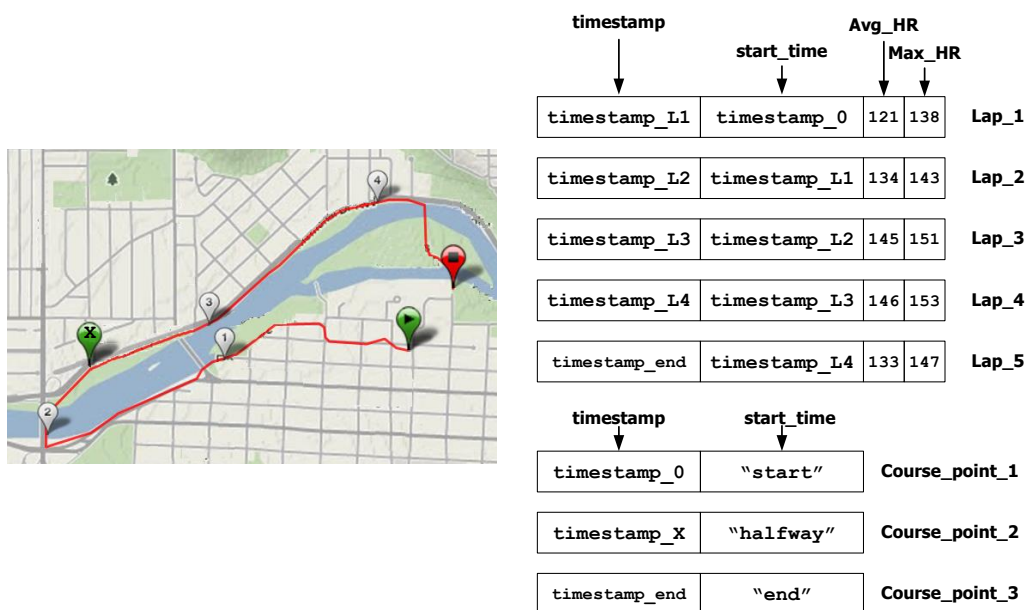 timestamp
start_time
Avg_HR
Max_HR
timestamp_L1 timestamp_0 121 138 Lap_1
timestamp_L2 timestamp_L1 134 143 Lap_2
timestamp_L3 timestamp_L2 145 151 Lap_3
timestamp_L4 timestamp_L3 146 153 Lap_4
timestamp_end timestamp_L4 133 147 Lap_5
timestamp start_time
timestamp_0 “start” Course_point_1
timestamp_X “halfway” Course_point_2
timestamp_end “end” Course_point_3
4
3
X
1
2